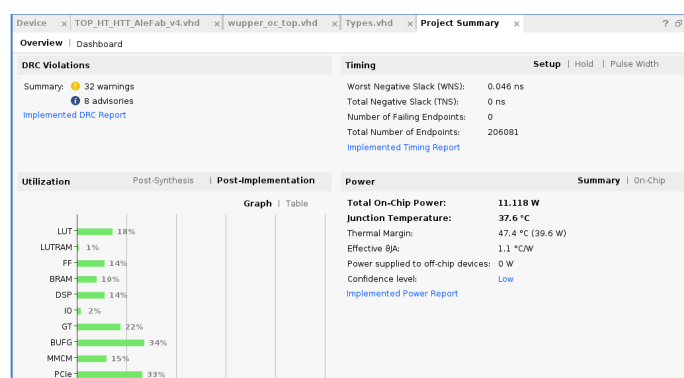 Device × TOP_HT_HTT_AleFab_v4.vhd × wupper_oc_top.vhd × Types.vhd × Project Summary × ?
Overview | Dashboard
DRC Violations
Summary: 32 warnings
8 advisories
Implemented DRC Report
Timing Setup | Hold | Pulse Width
Worst Negative Slack (WNS): 0.046 ns
Total Negative Slack (TNS): 0 ns
Number of Failing Endpoints: 0
Total Number of Endpoints: 206081
Implemented Timing Report
Utilization Post-Synthesis | Post-Implementation
Graph | Table
LUT 18%
LUTRAM 1%
FF 14%
BRAM 10%
DSP 14%
IO 2%
GT 22%
BUFG 34%
MMCM 15%
PCIe 33%
Power Summary | On-Chip
Total On-Chip Power: 11.118 W
Junction Temperature: 37.6 °C
Thermal Margin: 47.4 °C (39.6 W)
Effective θJA: 1.1 °C/W
Power supplied to off-chip devices: 0 W
Confidence level: Low
Implemented Power Report